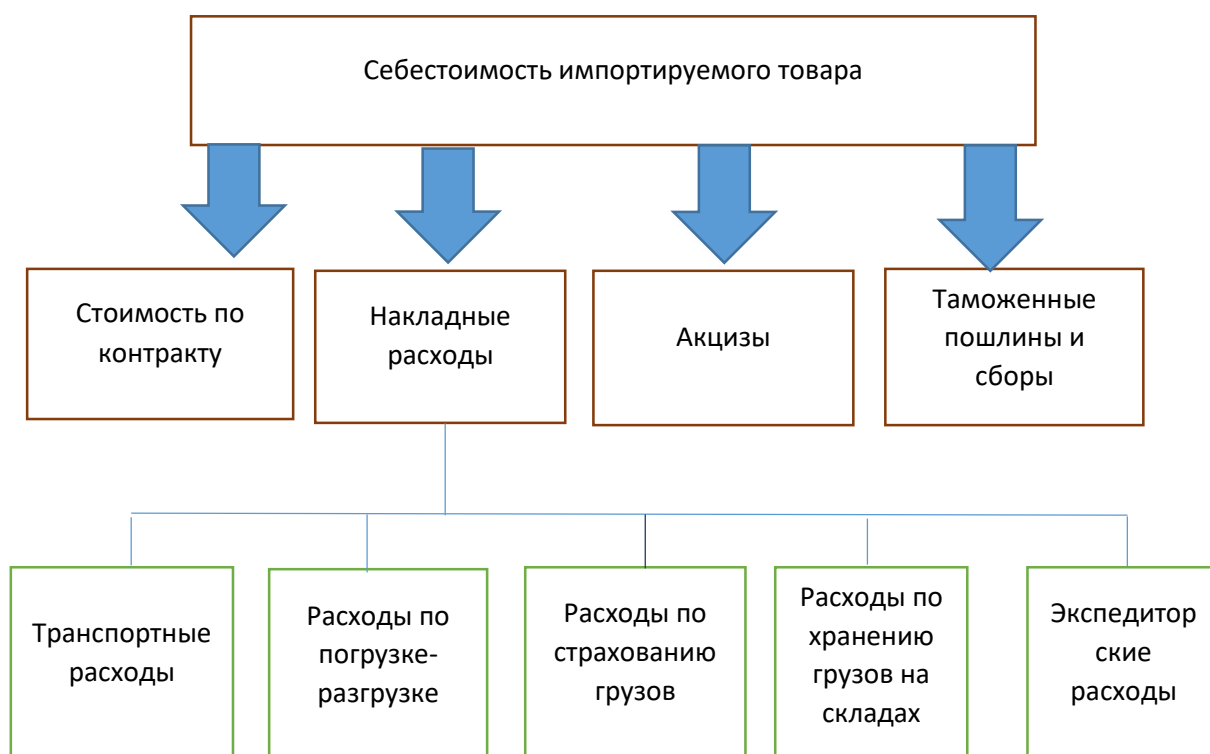 Себестоимость импортируемого товара
Стоимость по
контракту
Накладные
расходы
Акцизы
Таможенные
пошлины и
сборы
Транспортные
расходы
Расходы по
погрузке-
разгрузке
Расходы по
страхованию
грузов
Расходы по
хранению
грузов на
складах
Экспедитор
ские
расходы